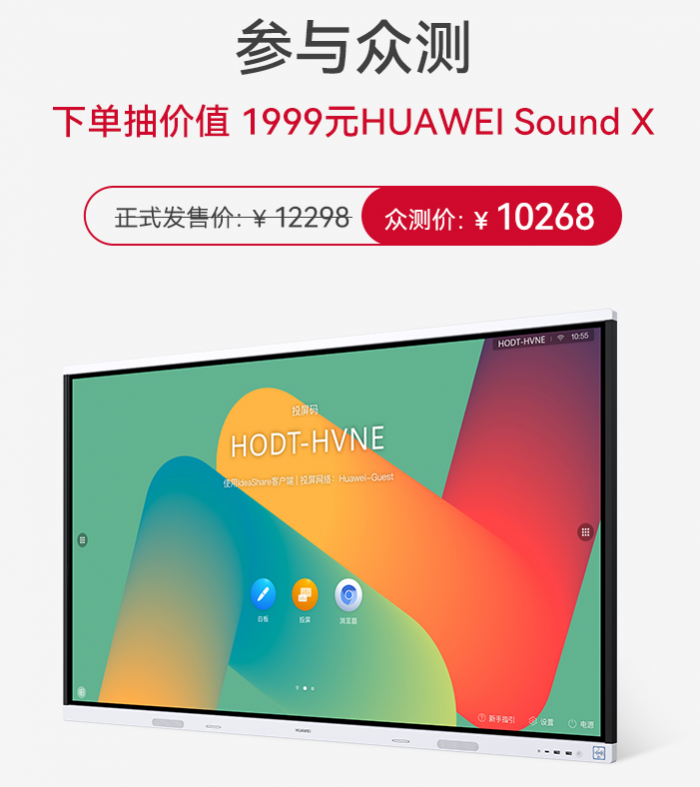 参与众测
下单抽价值 1999元HUAWEI Sound X
正式发售价: ¥ 12298 众测价: ¥ 10268
HODT-HVNE 10:55
投屏码
HODT-HVNE
使用IdeaShare客户端 | 投屏网络: Huawei-Guest
白板 投屏 浏览器
新手指引 设置 电源
HUAWEI